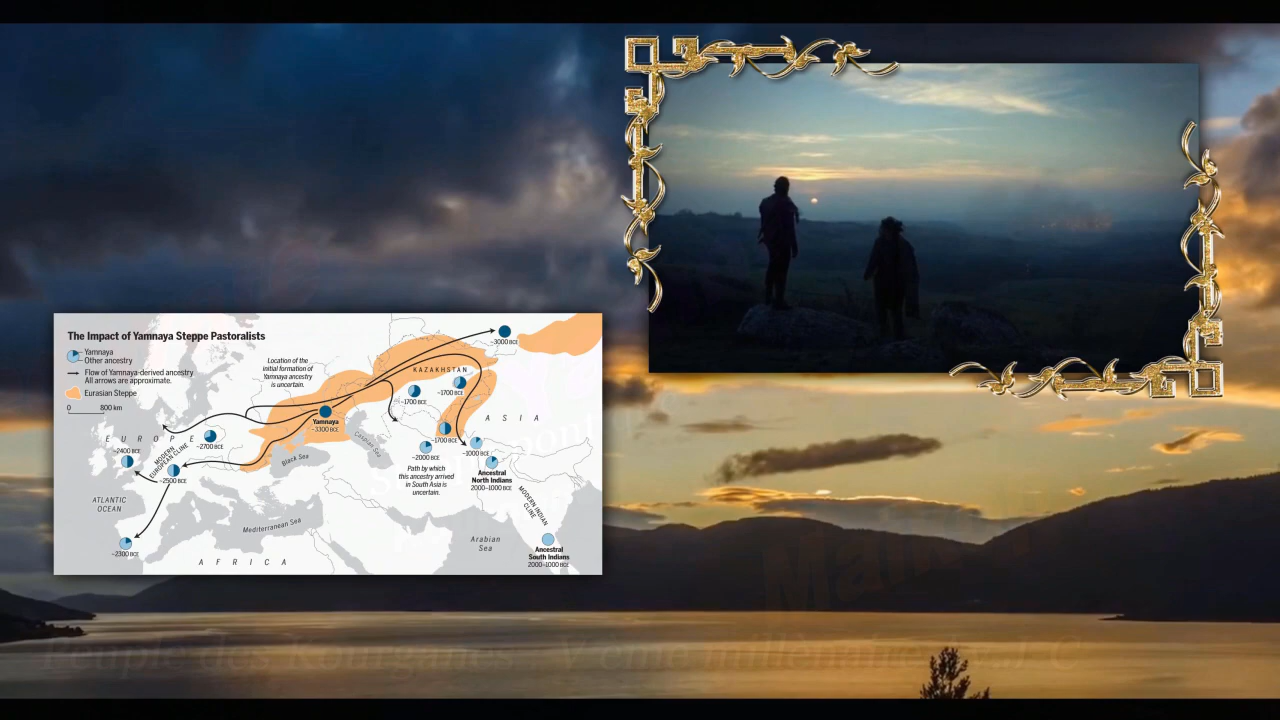 The Impact of Yamnaya Steppe Pastoralists
Yamnaya
Other ancestry
Flow of Yamnaya-derived ancestry
All arrows are approximate.
Eurasian Steppe
0 800 km
Location of the
initial formation of
Yamnaya ancestry
is uncertain.
~3000 BCE
KAZAKHSTAN
~1700 BCE
~1700 BCE
Yamnaya
~3300 BCE
ASIA
EUROPE
~2700 BCE
MODERN
EUROPEAN CLINE
~2400 BCE
~2500 BCE
Black Sea
Caspian Sea
~1700 BCE
~2000 BCE
~1000 BCE
Path by which
this ancestry arrived
in South Asia is
uncertain.
Ancestral
North Indians
2000–1000 BCE
MODERN INDIAN
CLINE
ATLANTIC
OCEAN
Mediterranean Sea
Arabian
Sea
~2300 BCE
AFRICA
Ancestral
South Indians
2000–1000 BCE
Peuple des Kourganes